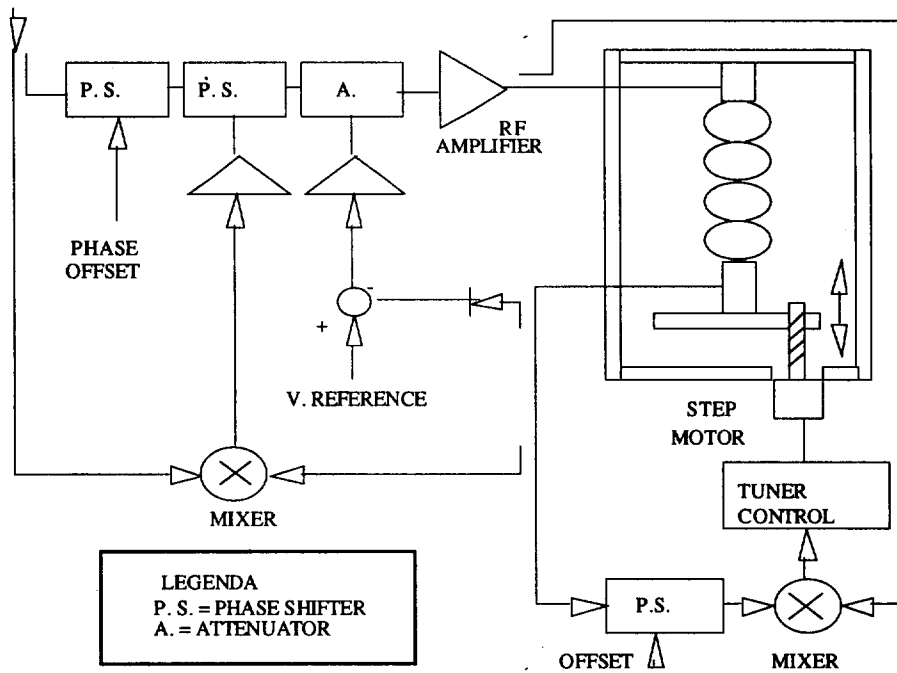 P. S.
P. S.
A.
RF
AMPLIFIER
PHASE
OFFSET
-
+
V. REFERENCE
STEP
MOTOR
MIXER
TUNER
CONTROL
LEGENDA
P. S. = PHASE SHIFTER
A. = ATTENUATOR
P.S.
OFFSET
MIXER